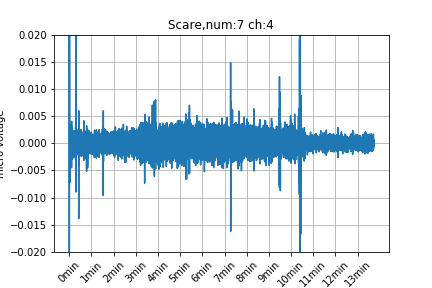 Scare,num:7 ch:4
0.020
0.015
0.010
0.005
0.000
−0.005
−0.010
−0.015
−0.020
micro voltage
0min
1min
2min
3min
4min
5min
6min
7min
8min
9min
10min
11min
12min
13min